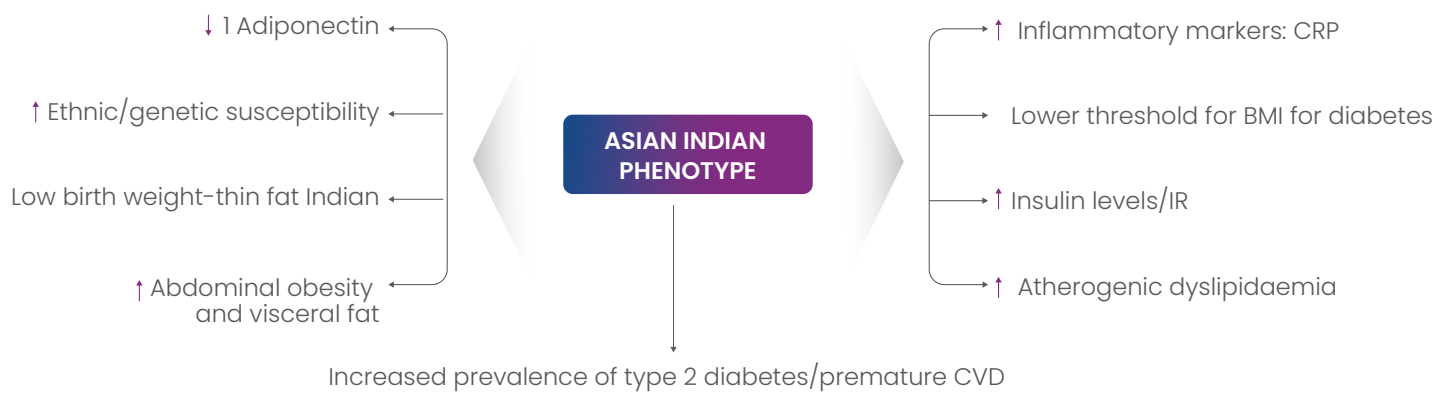 ↓ 1 Adiponectin
↑ Ethnic/genetic susceptibility
Low birth weight-thin fat Indian
↑ Abdominal obesity
and visceral fat
ASIAN INDIAN
PHENOTYPE
↑ Inflammatory markers: CRP
Lower threshold for BMI for diabetes
↑ Insulin levels/IR
↑ Atherogenic dyslipidaemia
Increased prevalence of type 2 diabetes/premature CVD